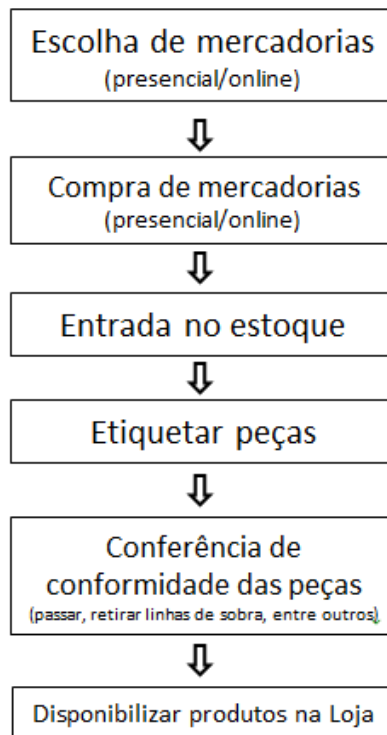 Escolha de mercadorias
(presencial/online)
Compra de mercadorias
(presencial/online)
Entrada no estoque
Etiquetar peças
Conferência de
conformidade das peças
(passar, retirar linhas de sobra, entre outros)
Disponibilizar produtos na Loja